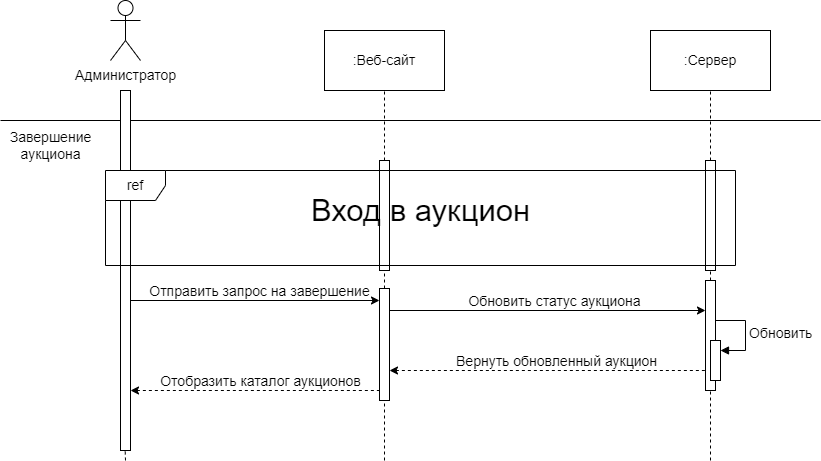 :Веб-сайт
:Сервер
Администратор
Завершение
аукциона
ref
Вход в аукцион
Отправить запрос на завершение
Обновить статус аукциона
Обновить
Вернуть обновленный аукцион
Отобразить каталог аукционов